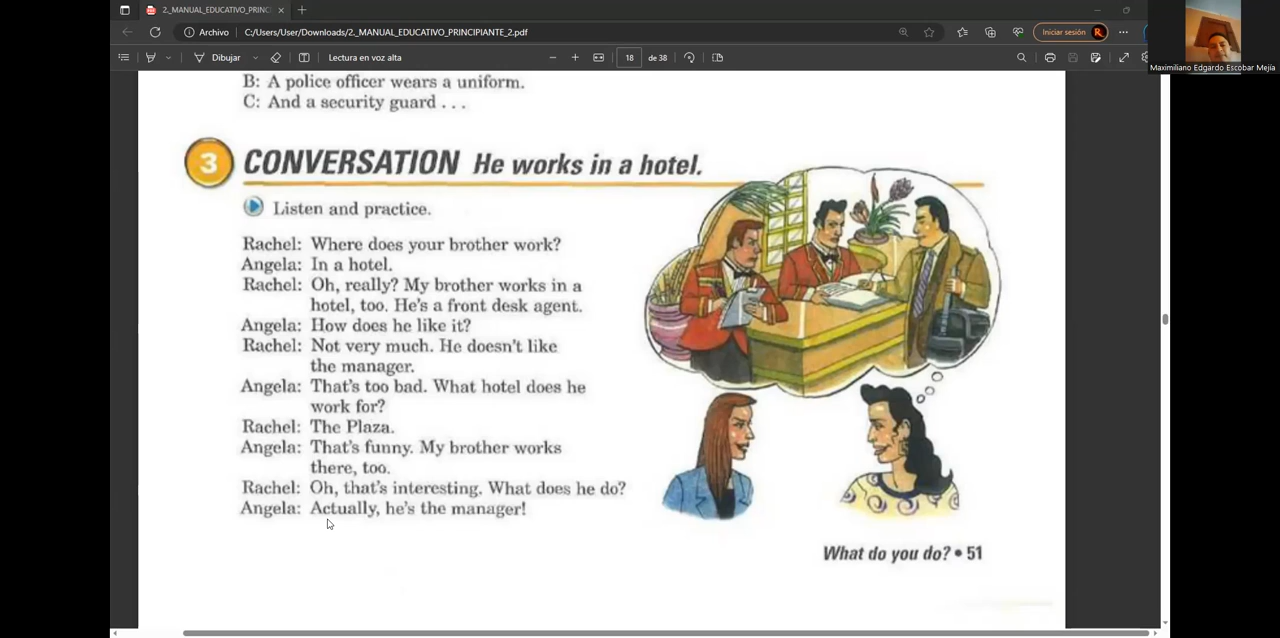 2._MANUAL_EDUCATIVO_PRINCIP
Archivo
C:/Users/User/Downloads/2._MANUAL_EDUCATIVO_PRINCIPIANTE_2.pdf
Iniciar sesión
Dibujar
Lectura en voz alta
18
de 38
Maximiliano Edgardo Escobar Mejía
B: A police officer wears a uniform.
C: And a security guard . . .
3 CONVERSATION He works in a hotel.
Listen and practice.
Rachel: Where does your brother work?
Angela: In a hotel.
Rachel: Oh, really? My brother works in a
hotel, too. He's a front desk agent.
Angela: How does he like it?
Rachel: Not very much. He doesn't like
the manager.
Angela: That's too bad. What hotel does he
work for?
Rachel: The Plaza.
Angela: That's funny. My brother works
there, too.
Rachel: Oh, that's interesting. What does he do?
Angela: Actually, he's the manager!
What do you do? • 51